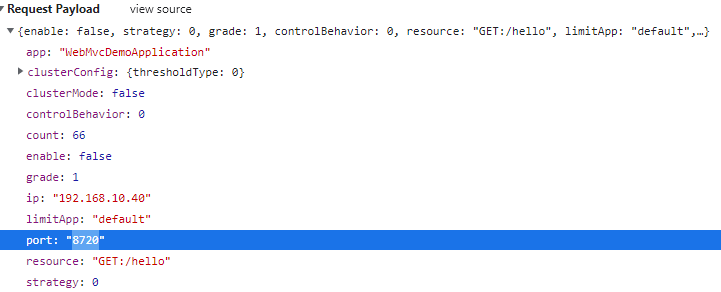 Request Payload view source
{enable: false, strategy: 0, grade: 1, controlBehavior: 0, resource: "GET:/hello", limitApp: "default",…}
app: "WebMvcDemoApplication"
clusterConfig: {thresholdType: 0}
clusterMode: false
controlBehavior: 0
count: 66
enable: false
grade: 1
ip: "192.168.10.40"
limitApp: "default"
port: "8720"
resource: "GET:/hello"
strategy: 0